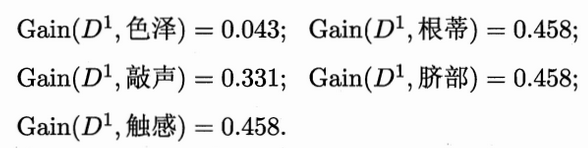 Gain(D¹, 色泽) = 0.043; Gain(D¹, 根蒂) = 0.458;
Gain(D¹, 敲声) = 0.331; Gain(D¹, 脐部) = 0.458;
Gain(D¹, 触感) = 0.458.